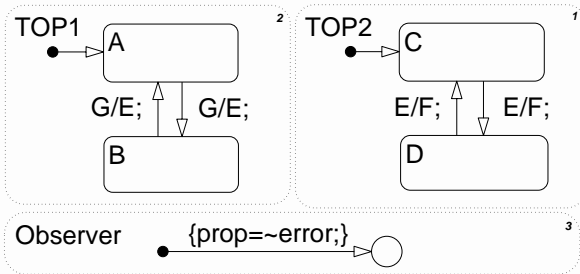 TOP1
2
TOP2
1
A
C
G/E;
G/E;
E/F;
E/F;
B
D
3
Observer
{prop=~error;}